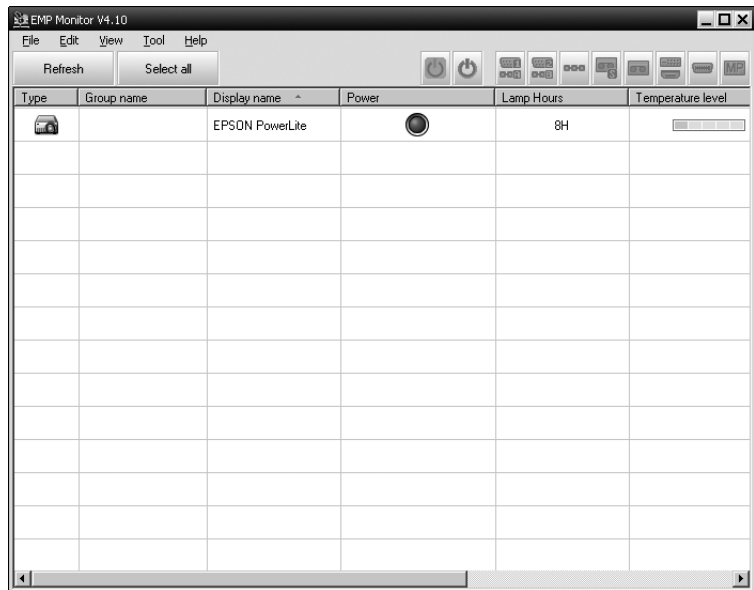 EMP Monitor V4.10
File Edit View Tool Help
Refresh Select all MP
Type Group name Display name Power Lamp Hours Temperature level
EPSON PowerLite 8H